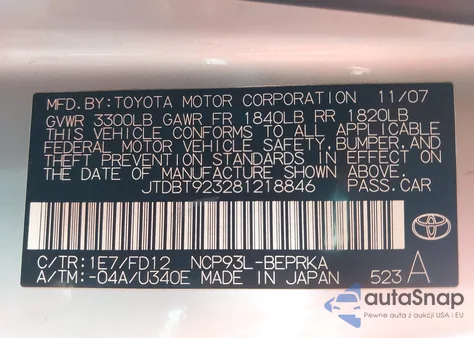 MFD.BY:TOYOTA MOTOR CORPORATION 11/07
GVWR 3300LB GAWR FR 1840LB RR 1820LB
THIS VEHICLE CONFORMS TO ALL APPLICABLE
FEDERAL MOTOR VEHICLE SAFETY,BUMPER,AND
THEFT PREVENTION STANDARDS IN EFFECT ON
THE DATE OF MANUFACTURE SHOWN ABOVE.
JTDBT923281218846 PASS.CAR
C/TR:1E7/FD12 NCP93L-BEPRKA
A/TM:-04A/U340E MADE IN JAPAN 523 A
TOYOTA
autaSnap
Pewne auta z aukcji USA i EU